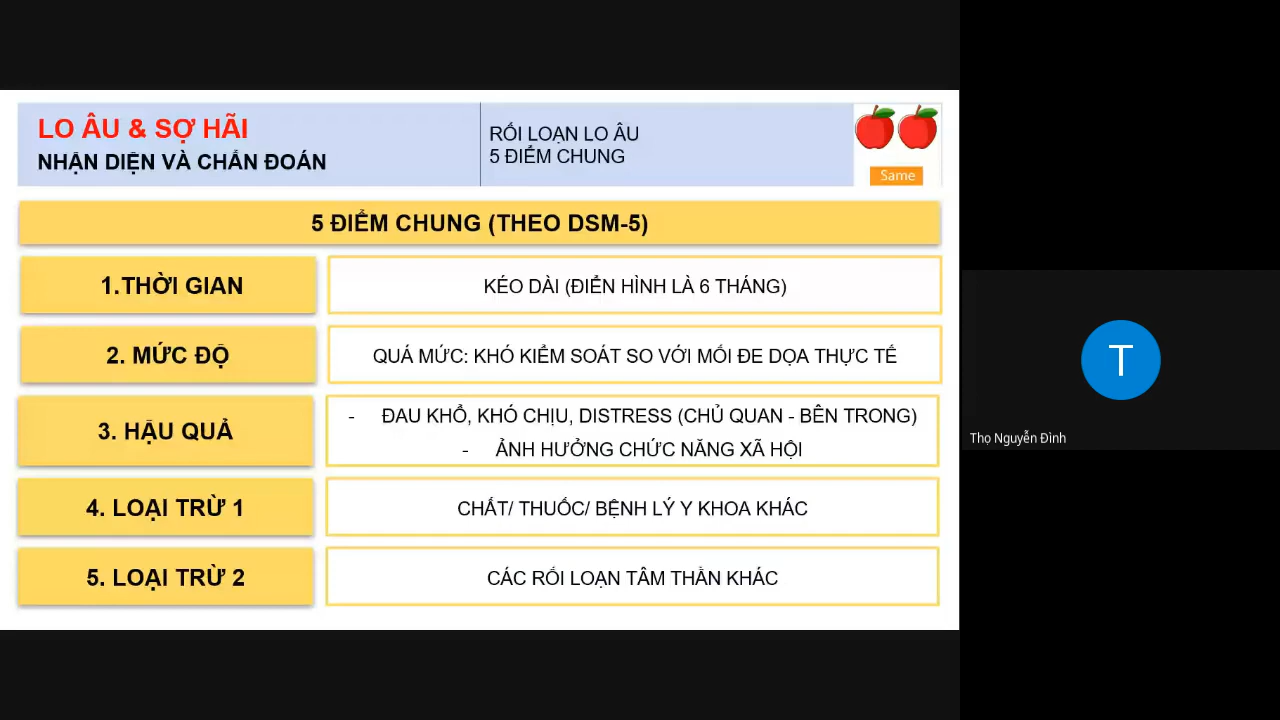 LO ÂU & SỢ HÃI
NHẬN DIỆN VÀ CHẨN ĐOÁN
RỐI LOẠN LO ÂU
5 ĐIỂM CHUNG
Same
5 ĐIỂM CHUNG (THEO DSM-5)
1.THỜI GIAN
KÉO DÀI (ĐIỂN HÌNH LÀ 6 THÁNG)
2. MỨC ĐỘ
QUÁ MỨC: KHÓ KIỂM SOÁT SO VỚI MỐI ĐE DỌA THỰC TẾ
3. HẬU QUẢ
- ĐAU KHỔ, KHÓ CHỊU, DISTRESS (CHỦ QUAN - BÊN TRONG)
- ẢNH HƯỞNG CHỨC NĂNG XÃ HỘI
4. LOẠI TRỪ 1
CHẤT/ THUỐC/ BỆNH LÝ Y KHOA KHÁC
5. LOẠI TRỪ 2
CÁC RỐI LOẠN TÂM THẦN KHÁC
T
Thọ Nguyễn Đình